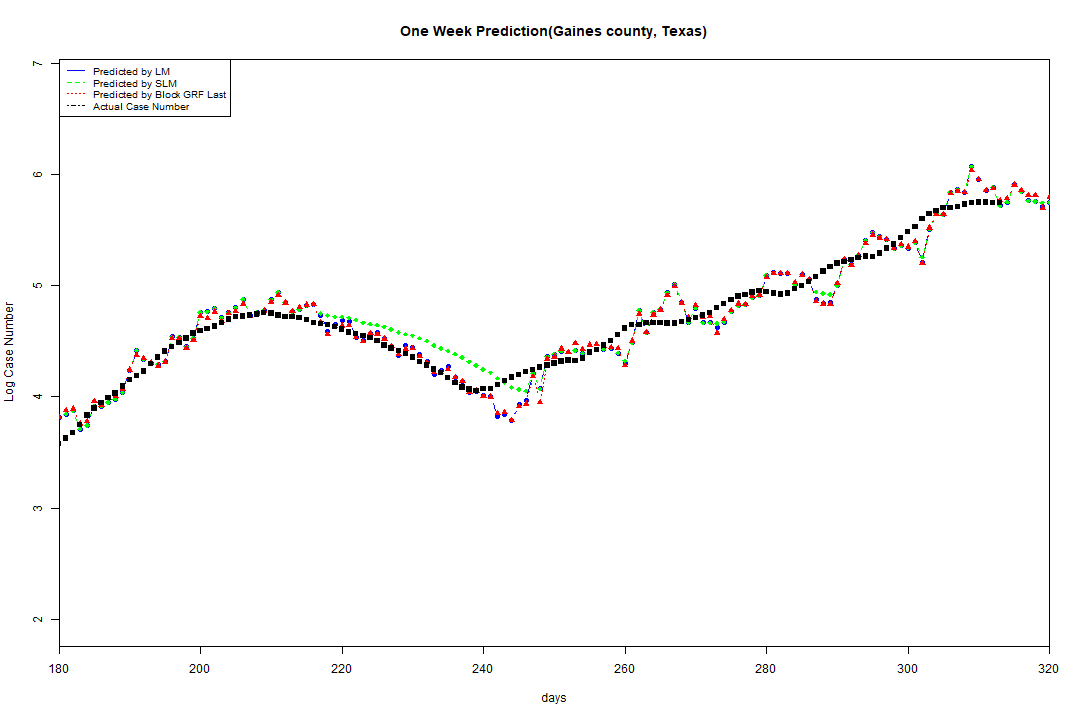 One Week Prediction(Gaines county, Texas)
7
Predicted by LM
Predicted by SLM
Predicted by Block GRF Last
Actual Case Number
6
5
4
3
2
Log Case Number
180 200 220 240 260 280 300 320
days